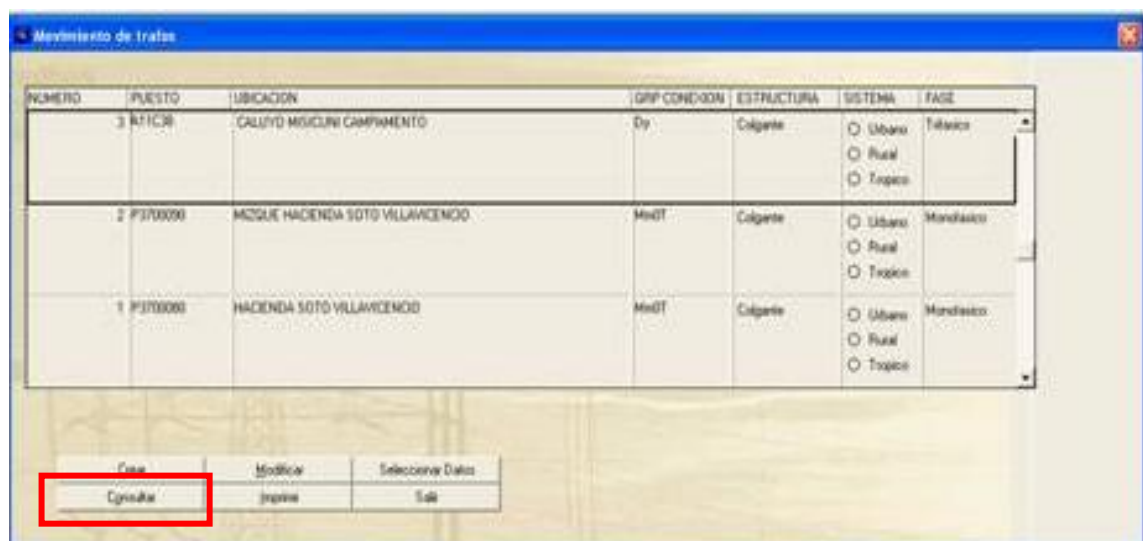 Movimiento de trafos
NUMERO PUESTO UBICACION GRP CONEXION ESTRUCTURA SISTEMA FASE
3 A11C38 CALUYO MISICUNI CAMPAMENTO Dy Colgante Urbano Trifasico
Rural
Tropico
2 P3700090 MIZQUE HACIENDA SOTO VILLAVICENCIO Colgante Urbano Monofasico
Rural
Tropico
1 P3700060 HACIENDA SOTO VILLAVICENCIO Colgante Urbano Monofasico
Rural
Tropico
Crear Modificar Seleccionar Datos
Consultar Imprimir Salir